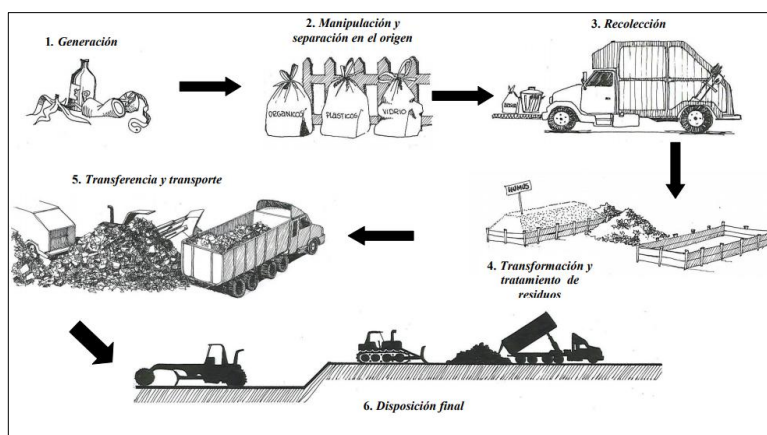 1. Generación
2. Manipulación y
separación en el origen
3. Recolección
ORGANICOS
PLASTICOS
VIDRIO
5. Transferencia y transporte
HUMUS
4. Transformación y
tratamiento de
residuos
6. Disposición final